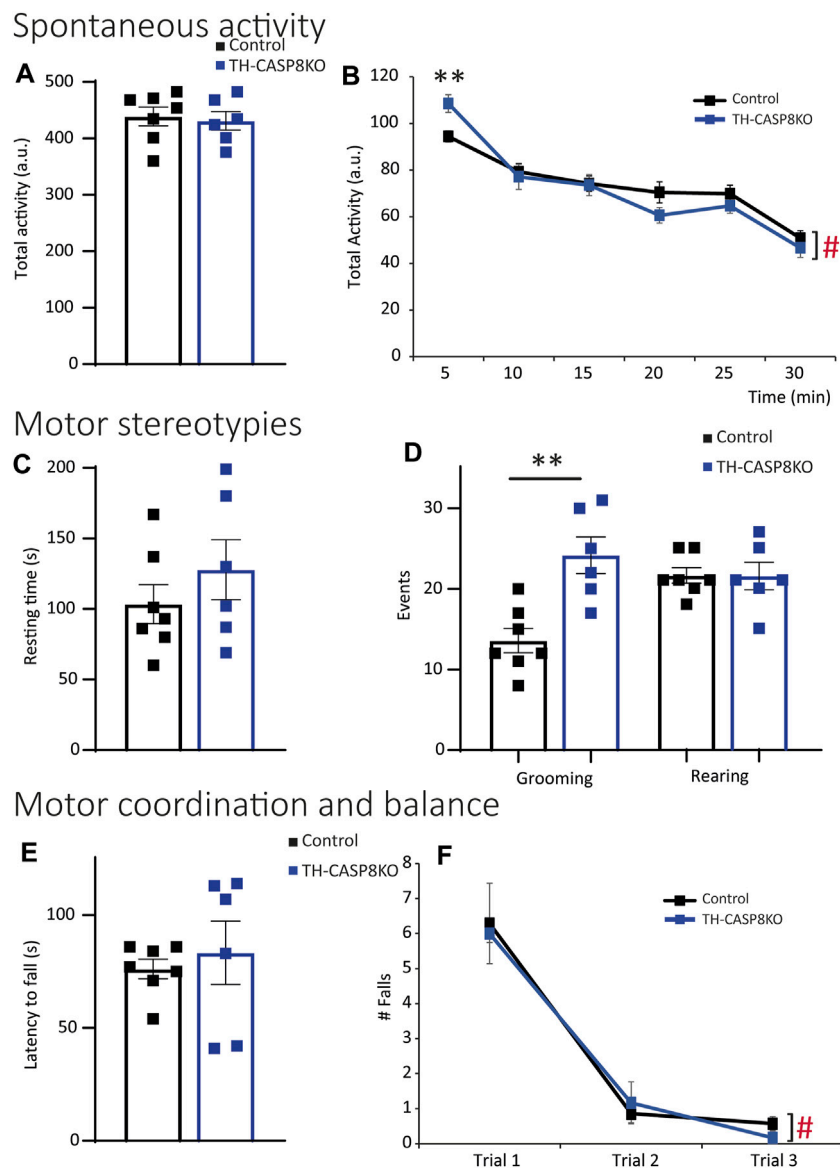 Spontaneous activity
Control
TH-CASP8KO
A
500
400
300
200
100
0
Total activity (a.u.)
B
**
120
100
80
60
40
20
0
Total Activity (a.u.)
Control
TH-CASP8KO
#
5 10 15 20 25 30
Time (min)
Motor stereotypies
C
200
150
100
50
0
Resting time (s)
D
Control
TH-CASP8KO
**
30
20
10
0
Events
Grooming Rearing
Motor coordination and balance
E
Control
TH-CASP8KO
100
50
0
Latency to fall (s)
F
8
7
6
5
4
3
2
1
0
# Falls
Control
TH-CASP8KO
#
Trial 1 Trial 2 Trial 3